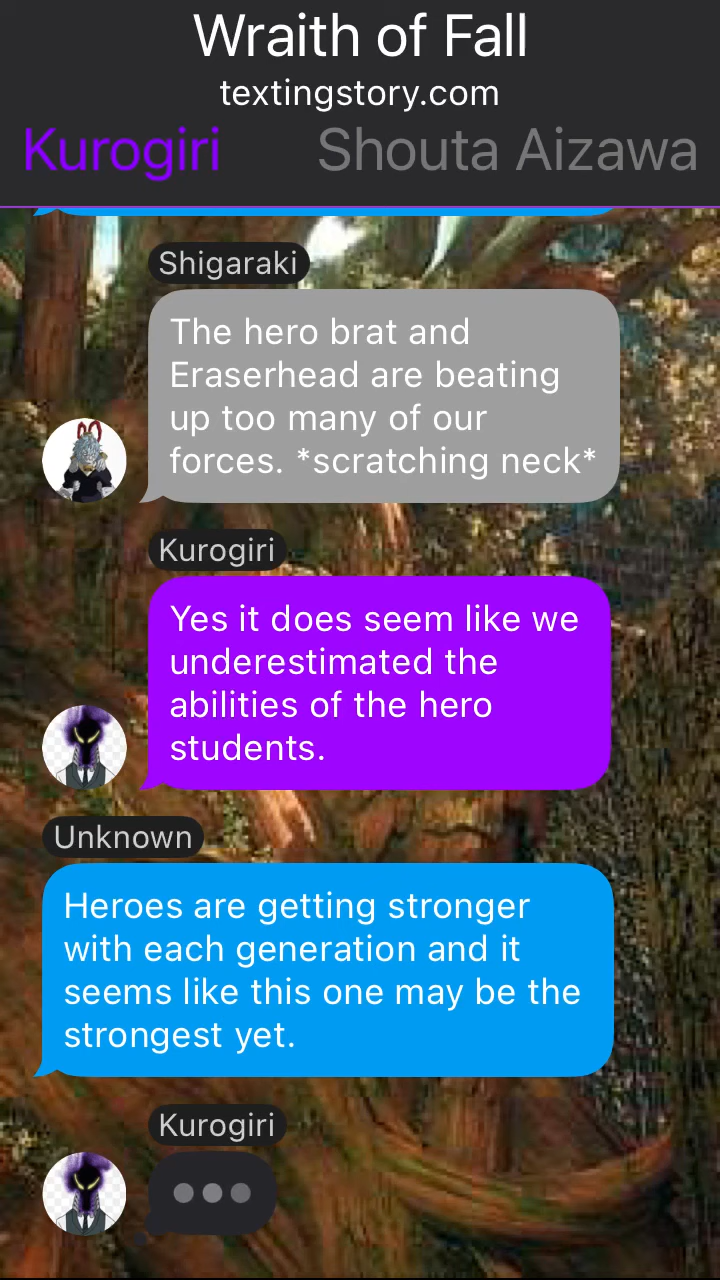 Wraith of Fall
textingstory.com
Kurogiri Shouta Aizawa
Shigaraki
The hero brat and
Eraserhead are beating
up too many of our
forces. *scratching neck*
Kurogiri
Yes it does seem like we
underestimated the
abilities of the hero
students.
Unknown
Heroes are getting stronger
with each generation and it
seems like this one may be the
strongest yet.
Kurogiri